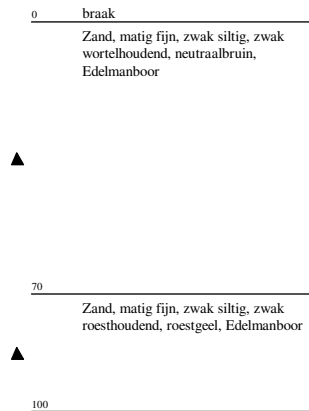 0 braak
Zand, matig fijn, zwak siltig, zwak
wortelhoudend, neutraalbruin,
Edelmanboor
70
Zand, matig fijn, zwak siltig, zwak
roesthoudend, roestgeel, Edelmanboor
100